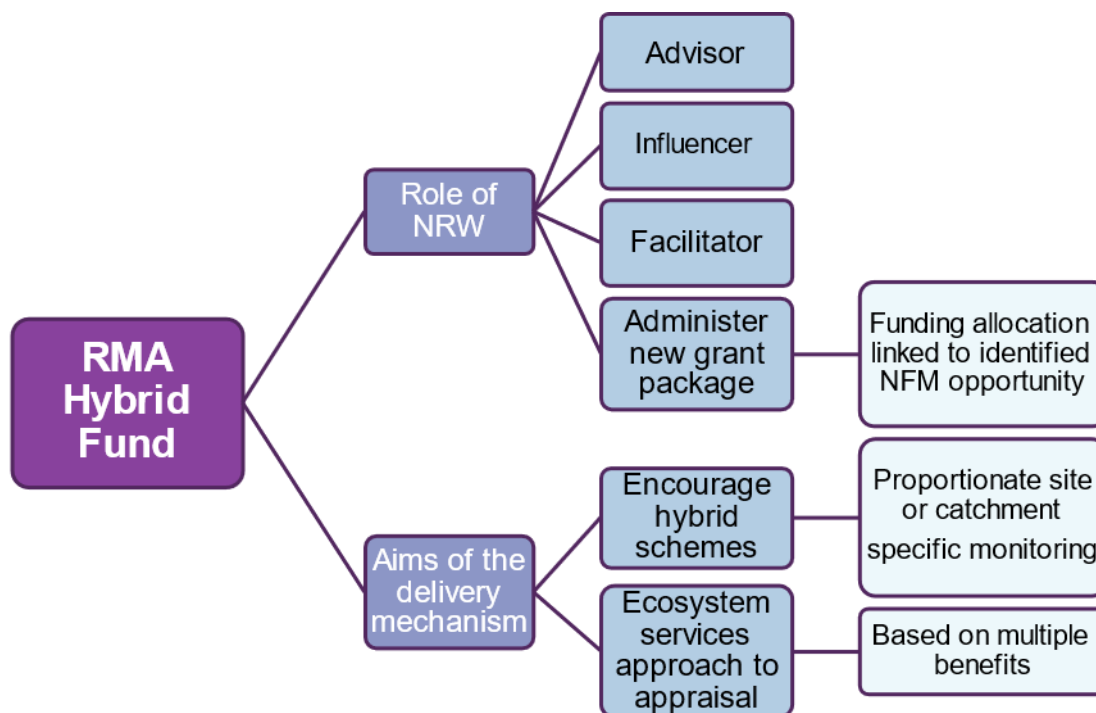 RMA
Hybrid
Fund
Role of
NRW
Advisor
Influencer
Facilitator
Administer
new grant
package
Funding allocation
linked to identified
NFM opportunity
Aims of the
delivery
mechanism
Encourage
hybrid
schemes
Proportionate site
or catchment
specific monitoring
Ecosystem
services
approach to
appraisal
Based on multiple
benefits